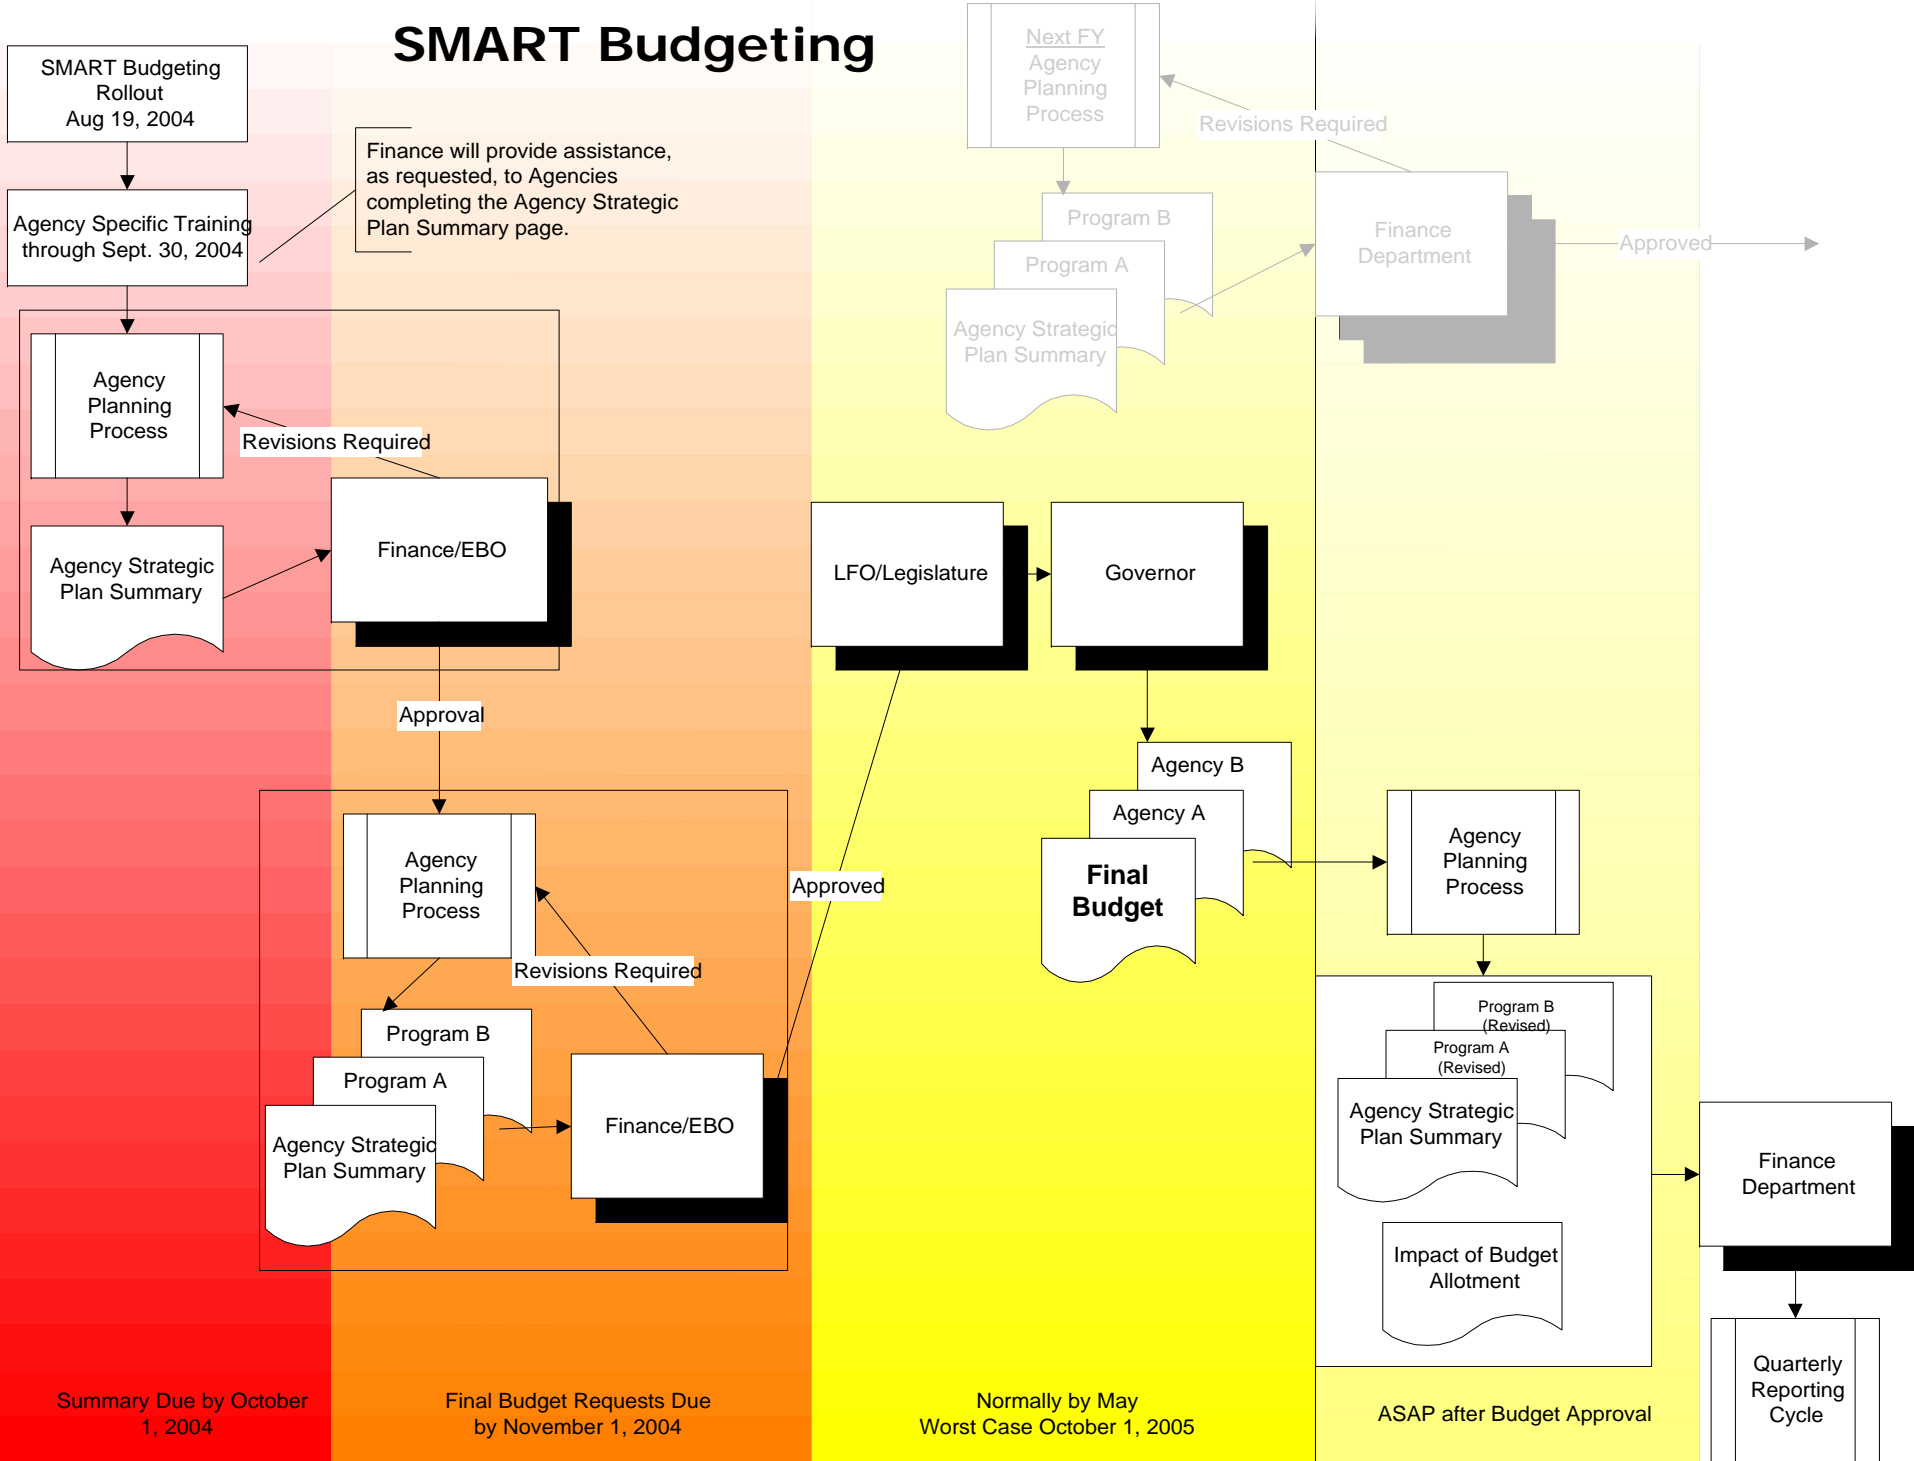 SMART Budgeting
SMART Budgeting
Rollout
Aug 19, 2004
Agency Specific Training
through Sept. 30, 2004
Finance will provide assistance,
as requested, to Agencies
completing the Agency Strategic
Plan Summary page.
Agency
Planning
Process
Revisions Required
Agency Strategic
Plan Summary
Finance/EBO
Approval
Agency
Planning
Process
Revisions Required
Program B
Program A
Agency Strategic
Plan Summary
Finance/EBO
Approved
LFO/Legislature
Governor
Agency B
Agency A
Final
Budget
Next FY
Agency
Planning
Process
Revisions Required
Program B
Program A
Agency Strategic
Plan Summary
Finance
Department
Approved
Agency
Planning
Process
Program B
(Revised)
Program A
(Revised)
Agency Strategic
Plan Summary
Impact of Budget
Allotment
Finance
Department
Quarterly
Reporting
Cycle
Summary Due by October
1, 2004
Final Budget Requests Due
by November 1, 2004
Normally by May
Worst Case October 1, 2005
ASAP after Budget Approval